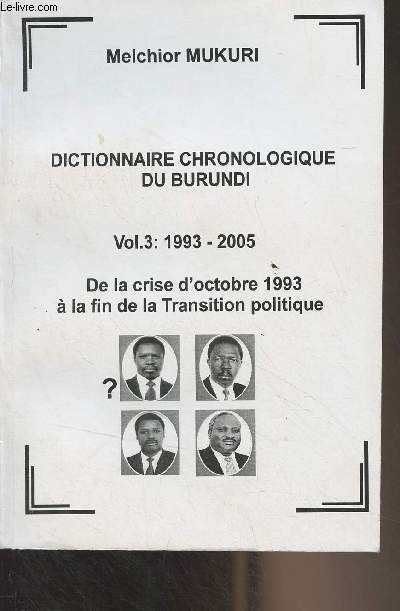 Le-livre.com
Melchior MUKURI
DICTIONNAIRE CHRONOLOGIQUE
DU BURUNDI
Vol.3: 1993 - 2005
De la crise d'octobre 1993
à la fin de la Transition politique
?